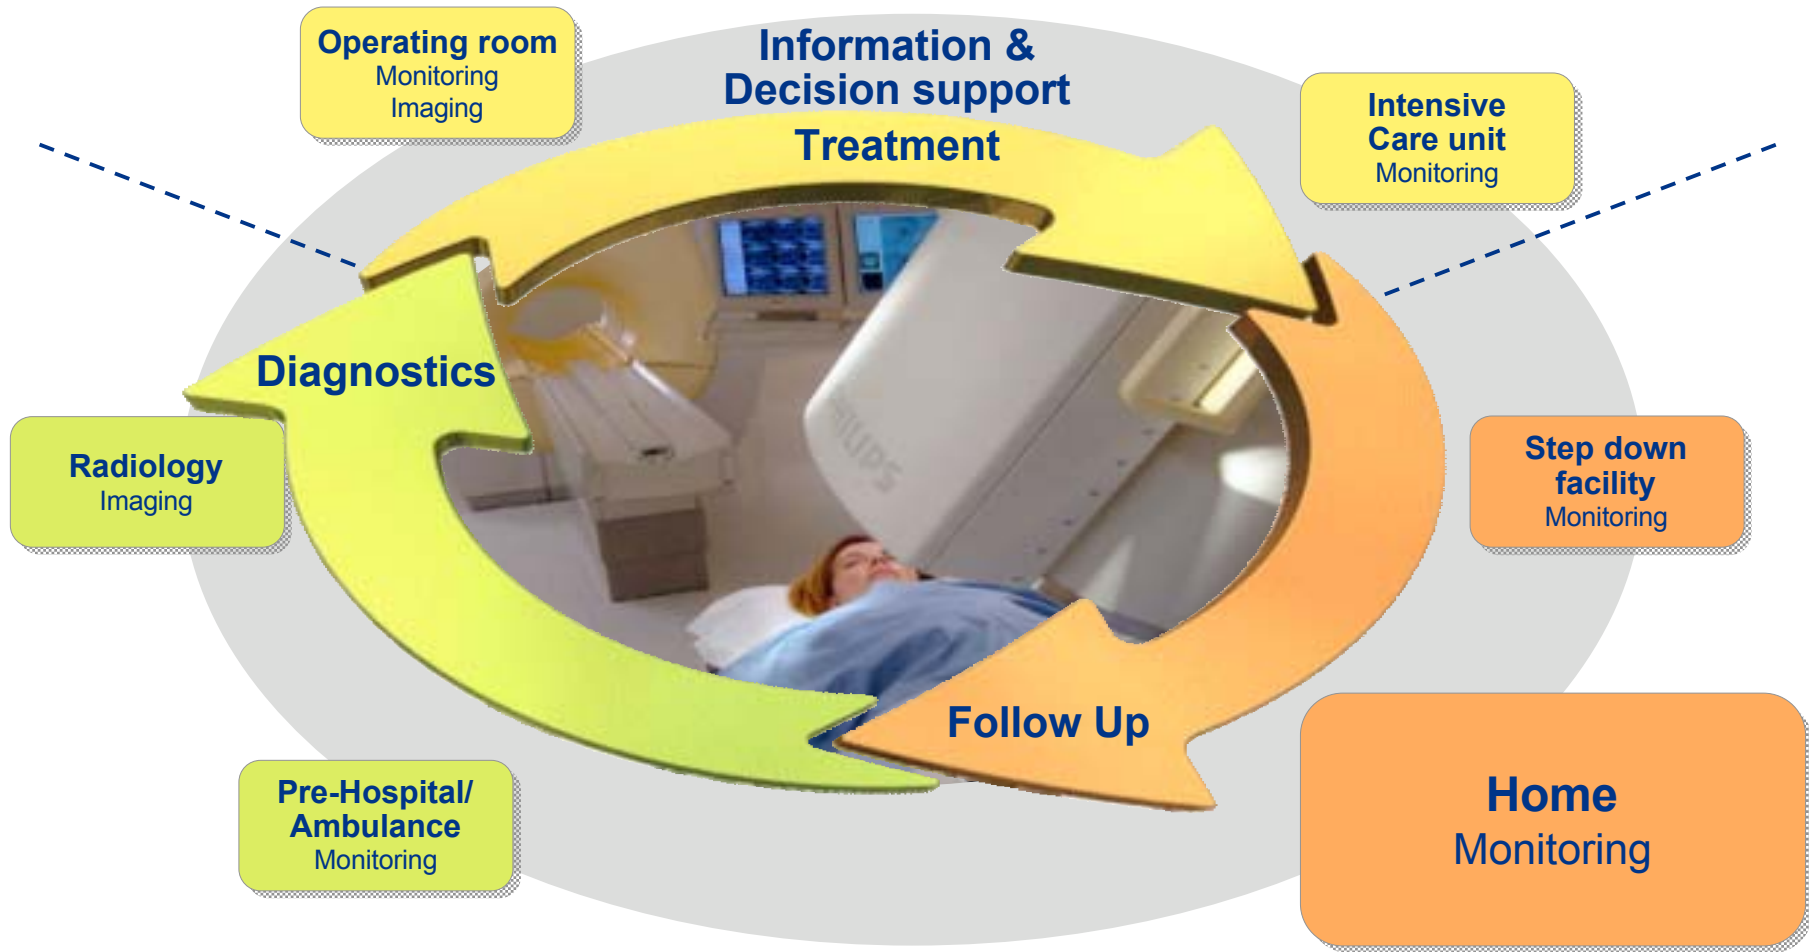 Operating room
Monitoring
Imaging
Information &
Decision support
Treatment
Intensive
Care unit
Monitoring
Diagnostics
Radiology
Imaging
PHILIPS
Step down
facility
Monitoring
Follow Up
Pre-Hospital/
Ambulance
Monitoring
Home
Monitoring